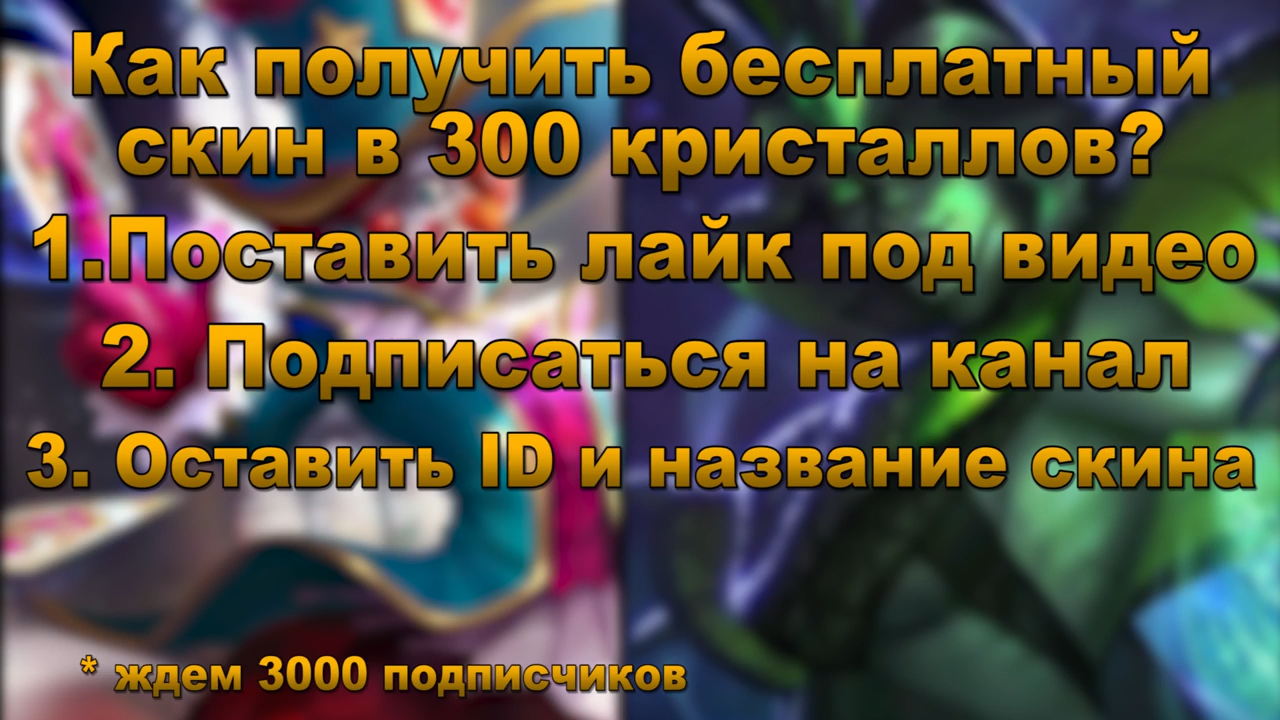 Как получить бесплатный
скин в 300 кристаллов?
1.Поставить лайк под видео
2. Подписаться на канал
3. Оставить ID и название скина
* ждем 3000 подписчиков